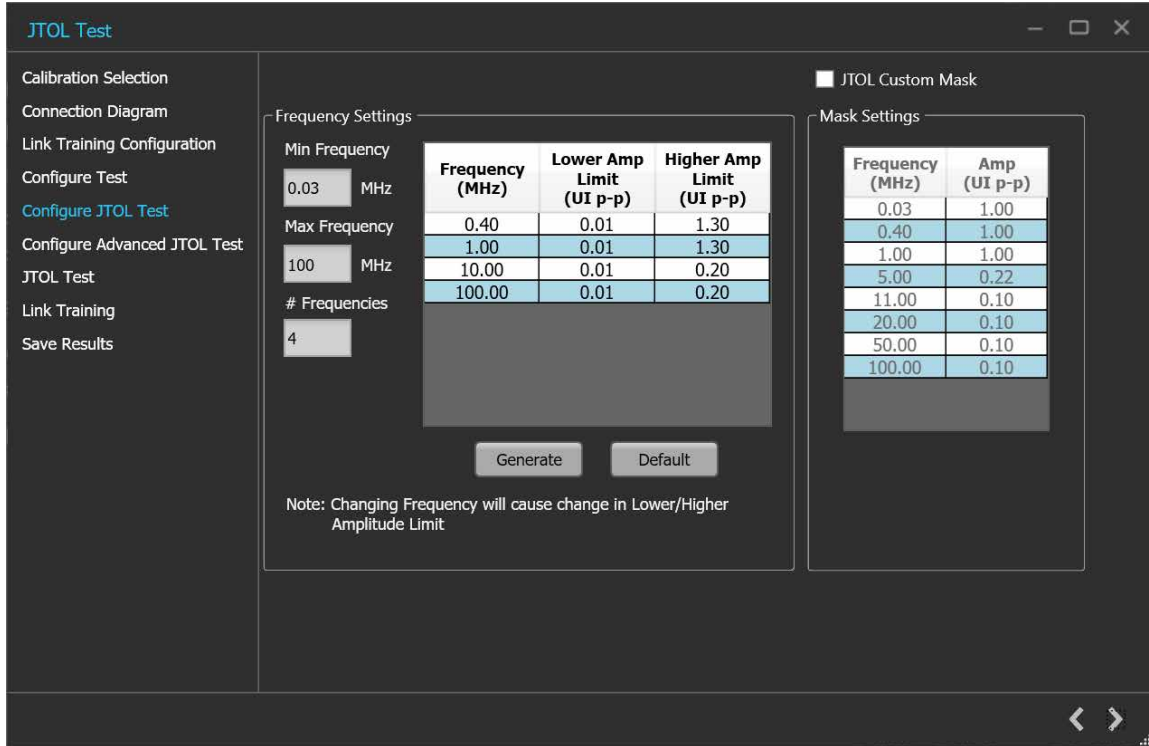 JTOL Test
Calibration Selection
Connection Diagram
Link Training Configuration
Configure Test
Configure JTOL Test
Configure Advanced JTOL Test
JTOL Test
Link Training
Save Results
Frequency Settings
Min Frequency
0.03 MHz
Max Frequency
100 MHz
# Frequencies
4
Frequency (MHz) Lower Amp Limit (UI p-p) Higher Amp Limit (UI p-p)
0.40 0.01 1.30
1.00 0.01 1.30
10.00 0.01 0.20
100.00 0.01 0.20
Generate Default
Note: Changing Frequency will cause change in Lower/Higher
Amplitude Limit
JTOL Custom Mask
Mask Settings
Frequency (MHz) Amp (UI p-p)
0.03 1.00
0.40 1.00
1.00 1.00
5.00 0.22
11.00 0.10
20.00 0.10
50.00 0.10
100.00 0.10